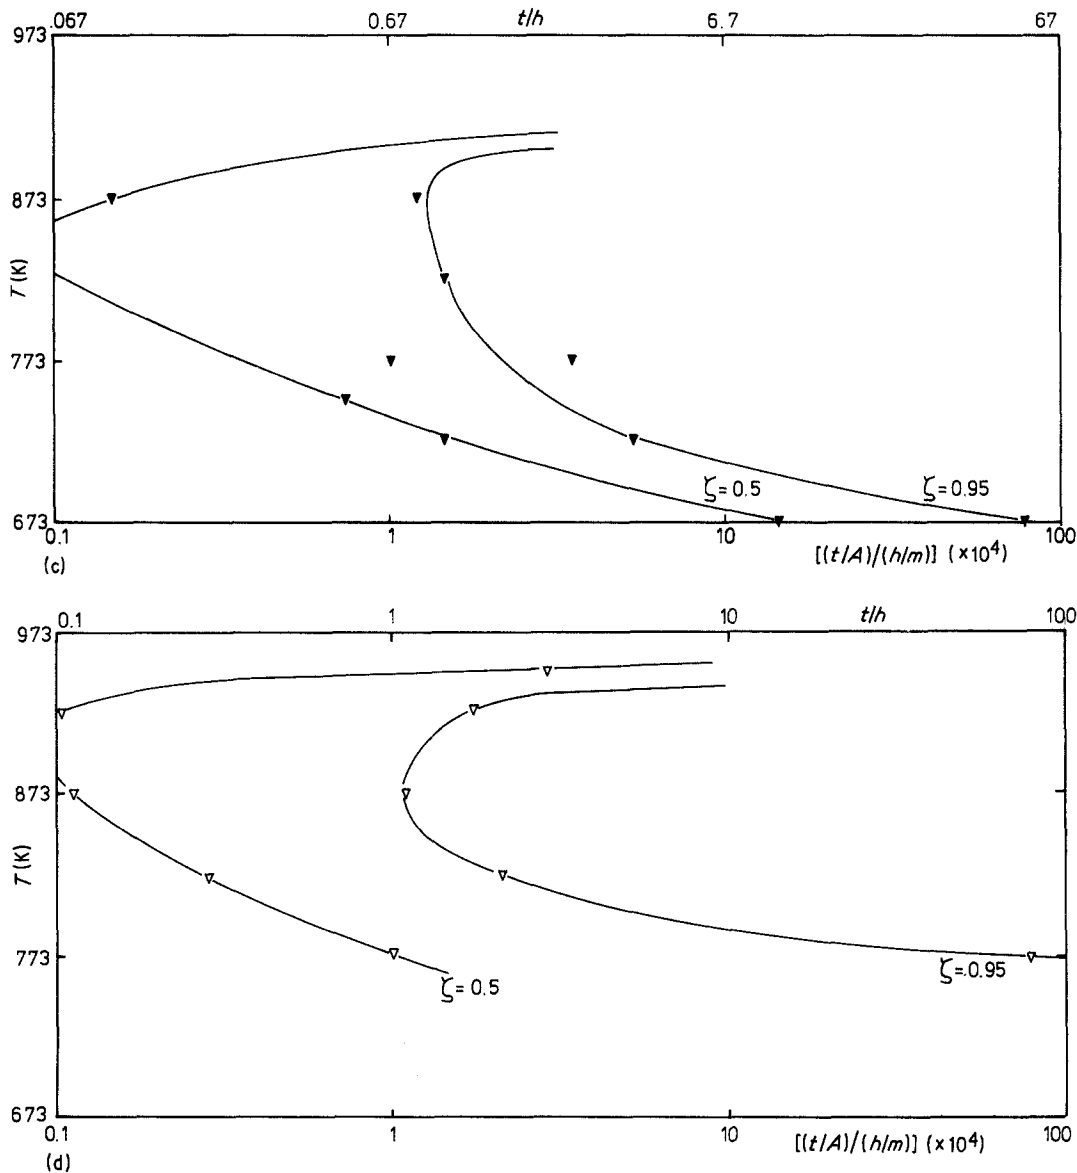 .067 0.67 t/h 6.7 67
973
873
T (K)
773
ζ=0.5 ζ=0.95
673
0.1 1 10 100
(c) [(t/A)/(h/m)] (×10⁴)
0.1 1 10 t/h 100
973
873
T (K)
773
ζ=0.5 ζ=.0.95
673
0.1 1 10 100
(d) [(t/A)/(h/m)] (×10⁴)